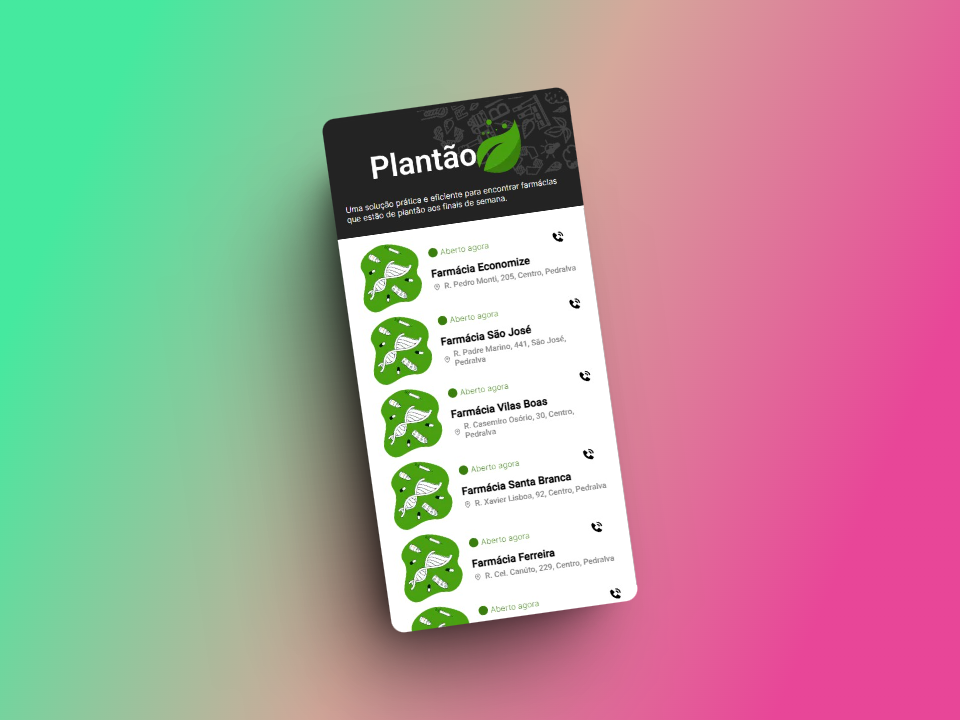 Plantão
Uma solução prática e eficiente para encontrar farmácias
que estão de plantão aos finais de semana.
Aberto agora
Farmácia Economize
R. Pedro Monti, 205, Centro, Pedralva
Aberto agora
Farmácia São José
R. Padre Marino, 441, São José,
Pedralva
Aberto agora
Farmácia Vilas Boas
R. Casemiro Osório, 30, Centro,
Pedralva
Aberto agora
Farmácia Santa Branca
R. Xavier Lisboa, 92, Centro, Pedralva
Aberto agora
Farmácia Ferreira
R. Cel. Canúto, 229, Centro, Pedralva
Aberto agora